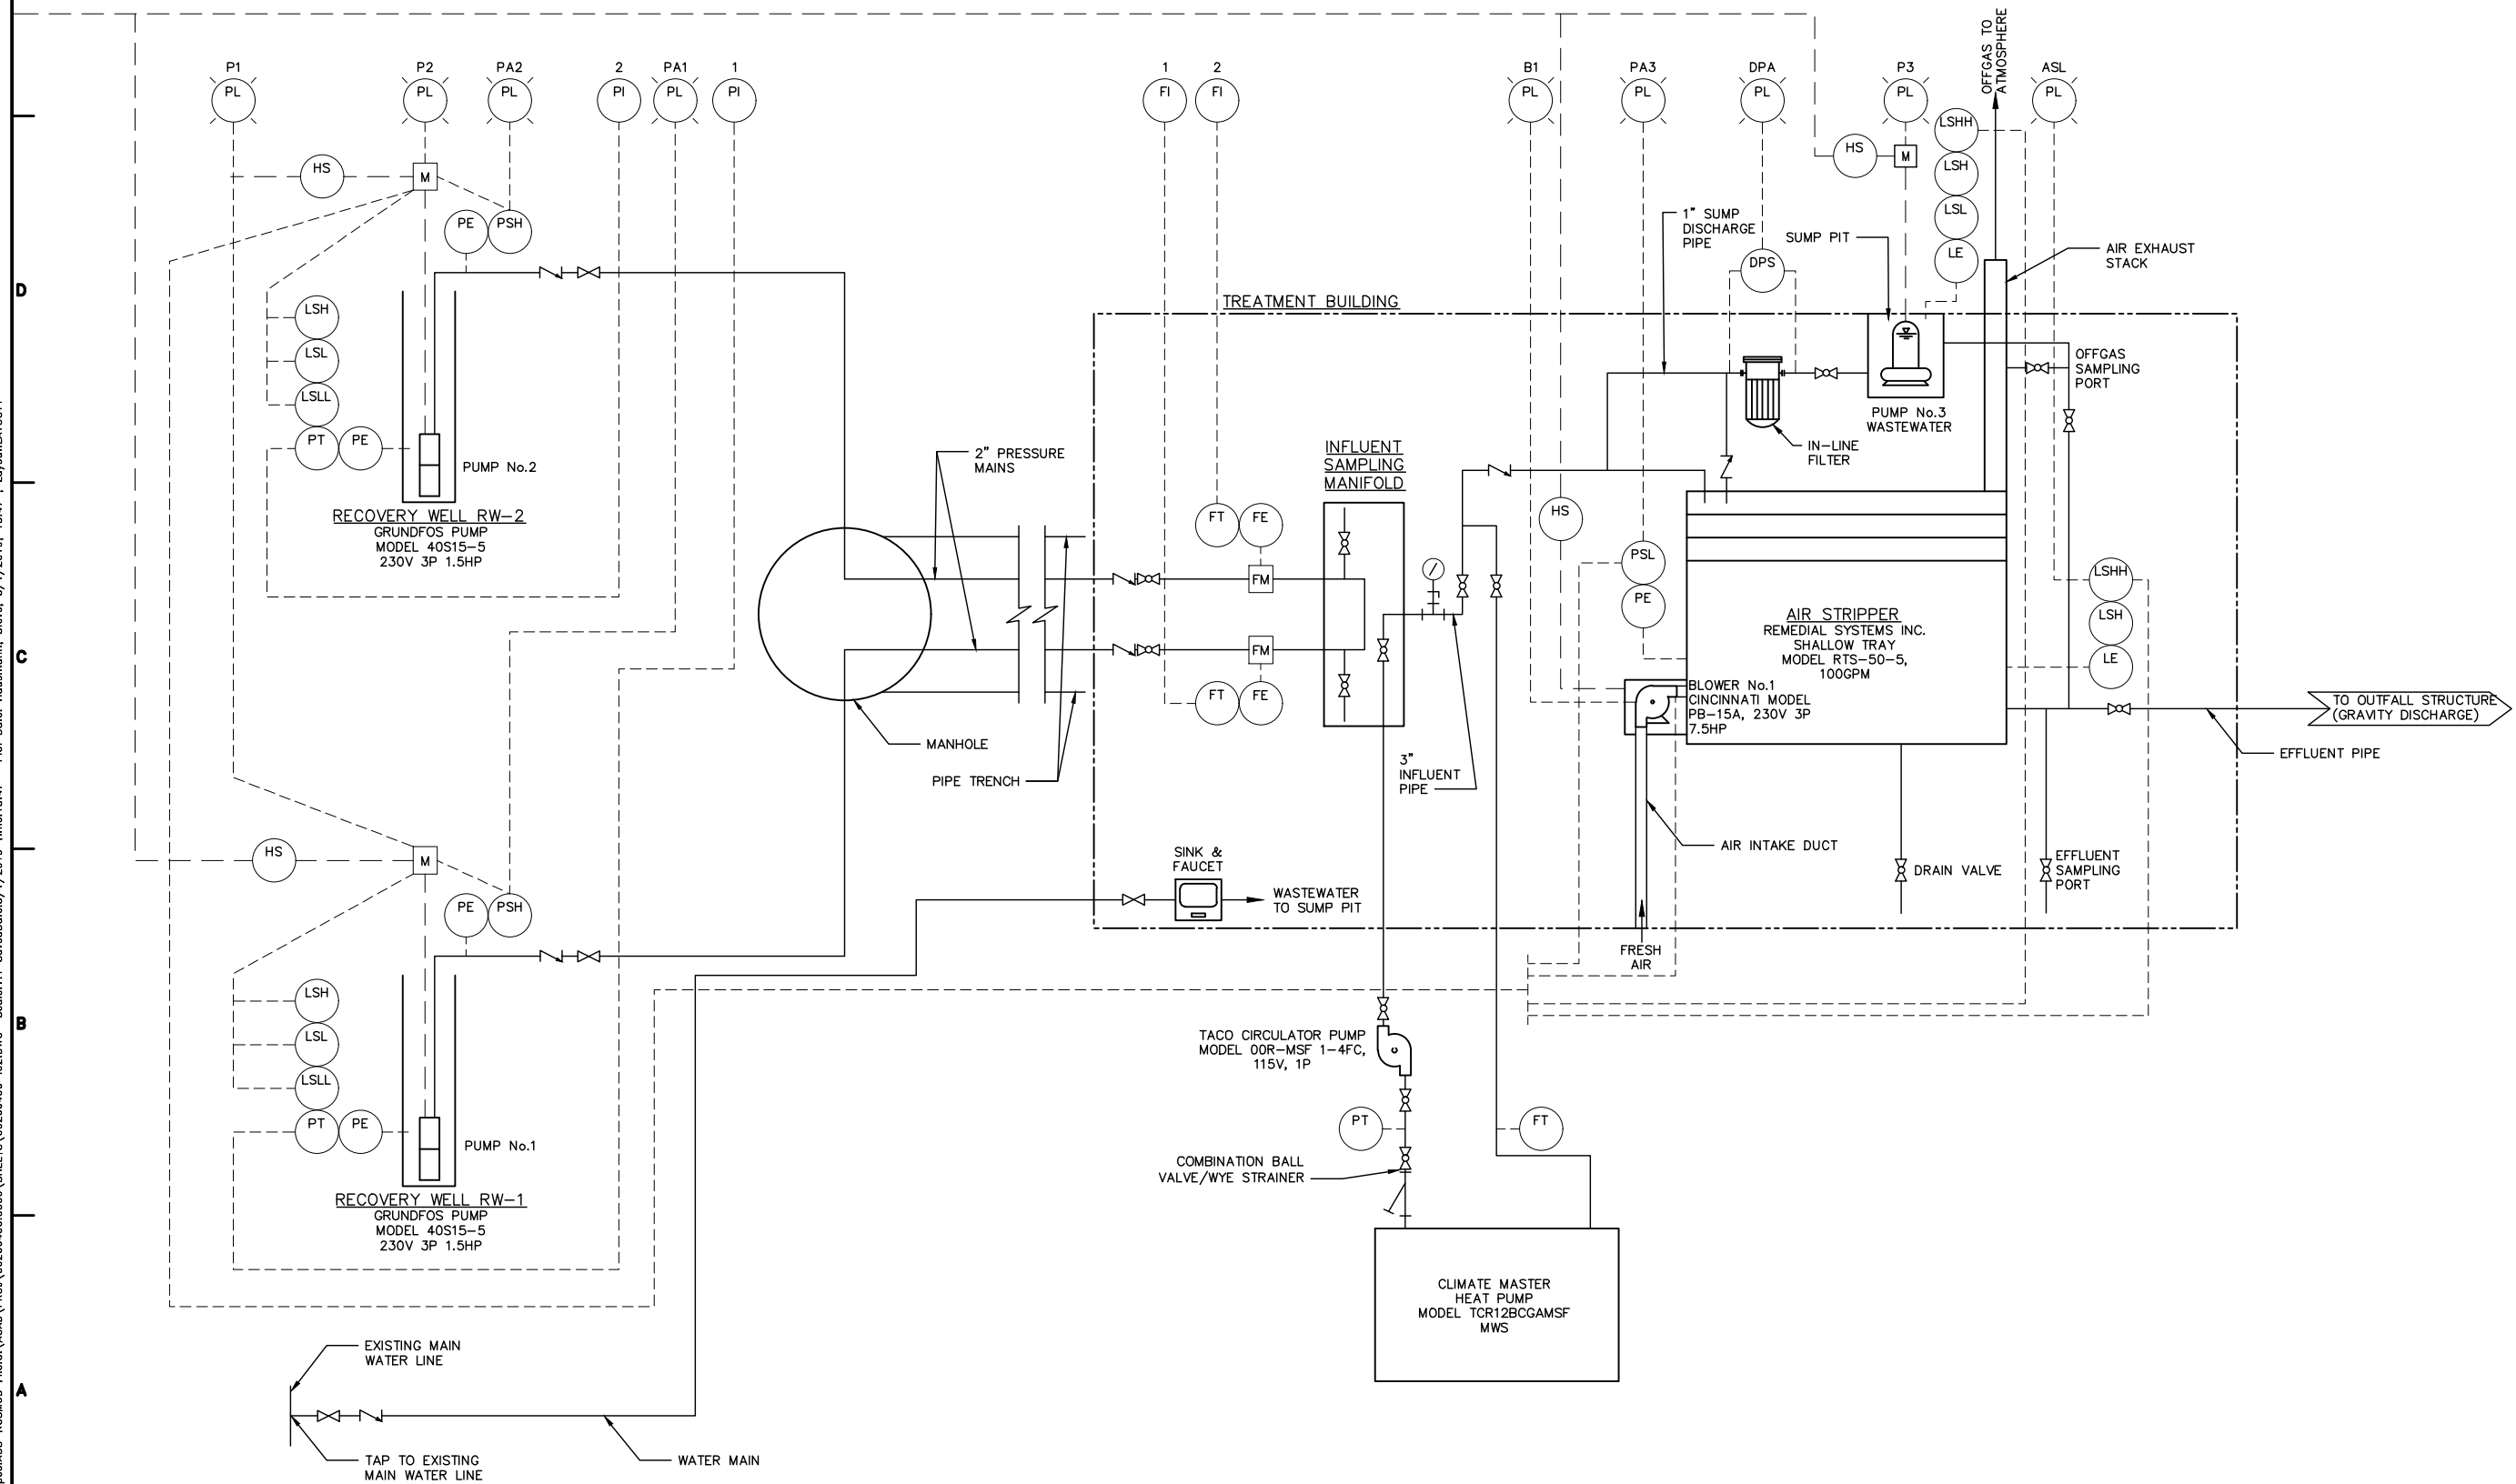 OFFGAS TO
ATMOSPHERE
P1
PL
P2
PL
PA2
PL
2
PI
PA1
PL
1
PI
1
FI
2
FI
B1
PL
PA3
PL
DPA
PL
P3
PL
ASL
PL
HS
M
PE
PSH
LSH
LSL
LSLL
PT
PE
PUMP No.2
RECOVERY WELL RW-2
GRUNDFOS PUMP
MODEL 40S15-5
230V 3P 1.5HP
HS
M
LSHH
LSH
LSL
LE
1" SUMP
DISCHARGE
PIPE
SUMP PIT
DPS
AIR EXHAUST
STACK
D
TREATMENT BUILDING
OFFGAS
SAMPLING
PORT
PUMP No.3
WASTEWATER
IN-LINE
FILTER
2" PRESSURE
MAINS
INFLUENT
SAMPLING
MANIFOLD
FT
FE
FM
FM
FT
FE
HS
PSL
PE
LSHH
LSH
LE
AIR STRIPPER
REMEDIAL SYSTEMS INC.
SHALLOW TRAY
MODEL RTS-50-5,
100GPM
C
BLOWER No.1
CINCINNATI MODEL
PB-15A, 230V 3P
7.5HP
TO OUTFALL STRUCTURE
(GRAVITY DISCHARGE)
EFFLUENT PIPE
MANHOLE
PIPE TRENCH
3"
INFLUENT
PIPE
AIR INTAKE DUCT
DRAIN VALVE
EFFLUENT
SAMPLING
PORT
SINK &
FAUCET
WASTEWATER
TO SUMP PIT
FRESH
AIR
HS
M
PE
PSH
LSH
LSL
LSLL
PT
PE
PUMP No.1
RECOVERY WELL RW-1
GRUNDFOS PUMP
MODEL 40S15-5
230V 3P 1.5HP
B
TACO CIRCULATOR PUMP
MODEL 00R-MSF 1-4FC,
115V, 1P
PT
FT
COMBINATION BALL
VALVE/WYE STRAINER
CLIMATE MASTER
HEAT PUMP
MODEL TCR12BCGAMSF
MWS
EXISTING MAIN
WATER LINE
A
TAP TO EXISTING
MAIN WATER LINE
WATER MAIN